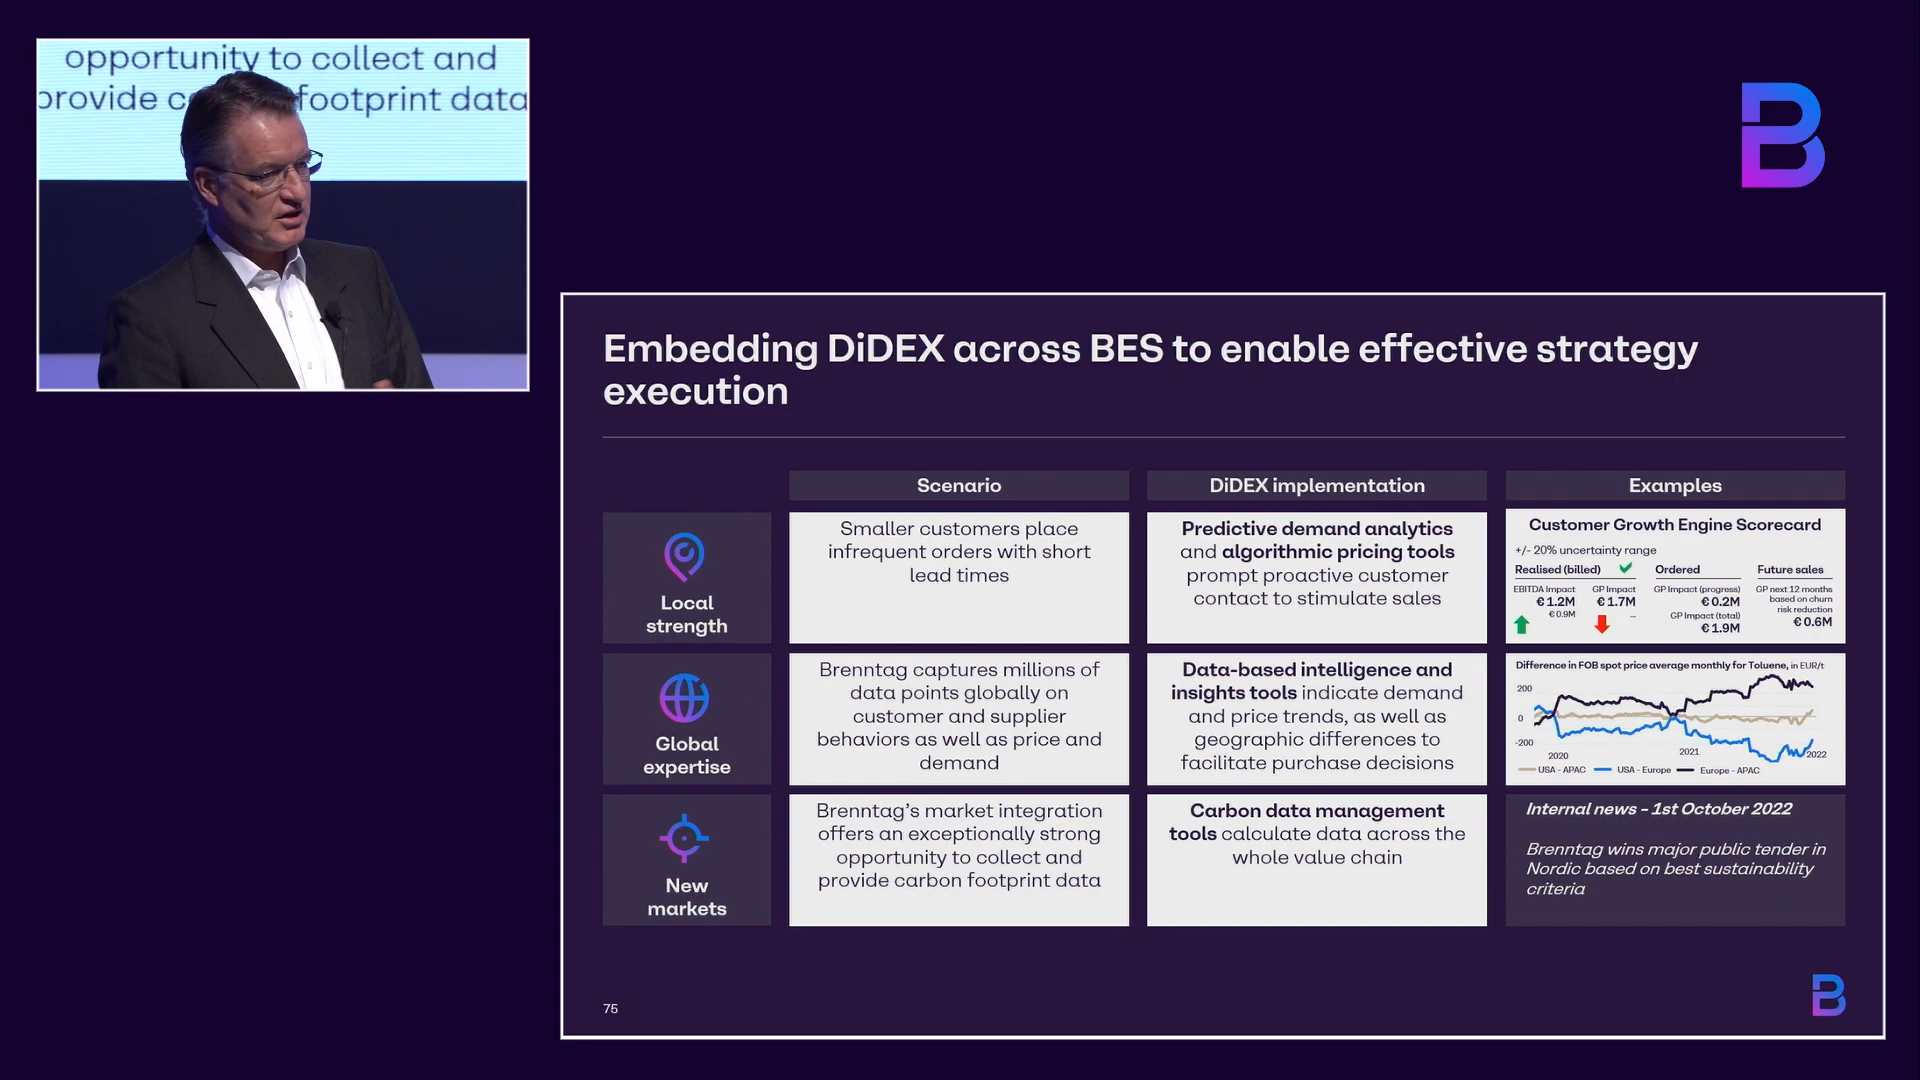 opportunity to collect and
footprint data
Embedding DiDEX across BES to enable effective strategy
execution
Scenario
DiDEX implementation
Examples
Local
strength
Smaller customers place
infrequent orders with short
lead times
Predictive demand analytics
and algorithmic pricing tools
prompt proactive customer
contact to stimulate sales
Customer Growth Engine Scorecard
+/- 20% uncertainty range
Realised (billed)
EBITDA Impact
€ 1.2M
€ 0.9M
GP Impact
€ 1.7M
--
Ordered
GP Impact (progress)
€ 0.2M
GP Impact (total)
€ 1.9M
Future sales
GP next 12 months
based on churn
risk reduction
€ 0.6M
Global
expertise
Brenntag captures millions of
data points globally on
customer and supplier
behaviors as well as price and
demand
Data-based intelligence and
insights tools indicate demand
and price trends, as well as
geographic differences to
facilitate purchase decisions
Difference in FOB spot price average monthly for Toluene, in EUR/t
200
0
-200
2020
2021
2022
USA - APAC
USA - Europe
Europe - APAC
New
markets
Brenntag’s market integration
offers an exceptionally strong
opportunity to collect and
provide carbon footprint data
Carbon data management
tools calculate data across the
whole value chain
Internal news – 1st October 2022
Brenntag wins major public tender in
Nordic based on best sustainability
criteria
75